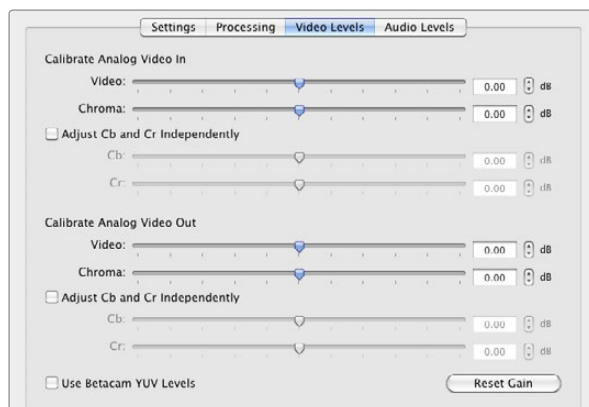 Settings Processing Video Levels Audio Levels
Calibrate Analog Video In
Video: 0.00 dB
Chroma: 0.00 dB
Adjust Cb and Cr Independently
Cb: 0.00 dB
Cr: 0.00 dB
Calibrate Analog Video Out
Video: 0.00 dB
Chroma: 0.00 dB
Adjust Cb and Cr Independently
Cb: 0.00 dB
Cr: 0.00 dB
Use Betacam YUV Levels Reset Gain